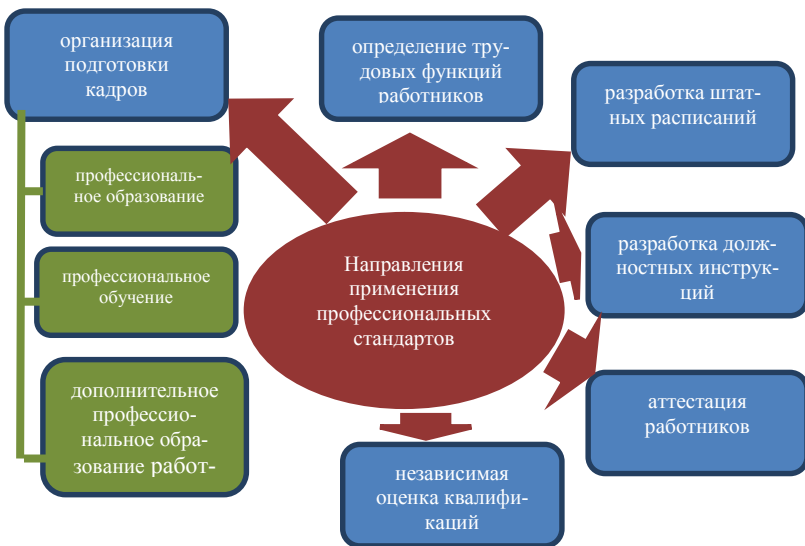 организация
подготовки
кадров
определение тру-
довых функций
работников
разработка штат-
ных расписаний
профессиональ-
ное образование
профессиональное
обучение
дополнительное
профессио-
нальное обра-
зование работ-
Направления
применения
профессиональных
стандартов
разработка долж-
ностных инструк-
ций
аттестация
работников
независимая
оценка квалифи-
каций